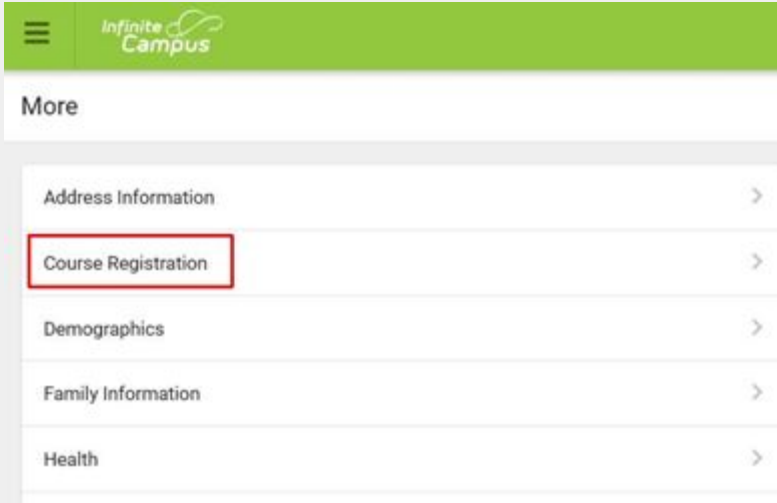 Infinite
Campus
More
Address Information
Course Registration
Demographics
Family Information
Health